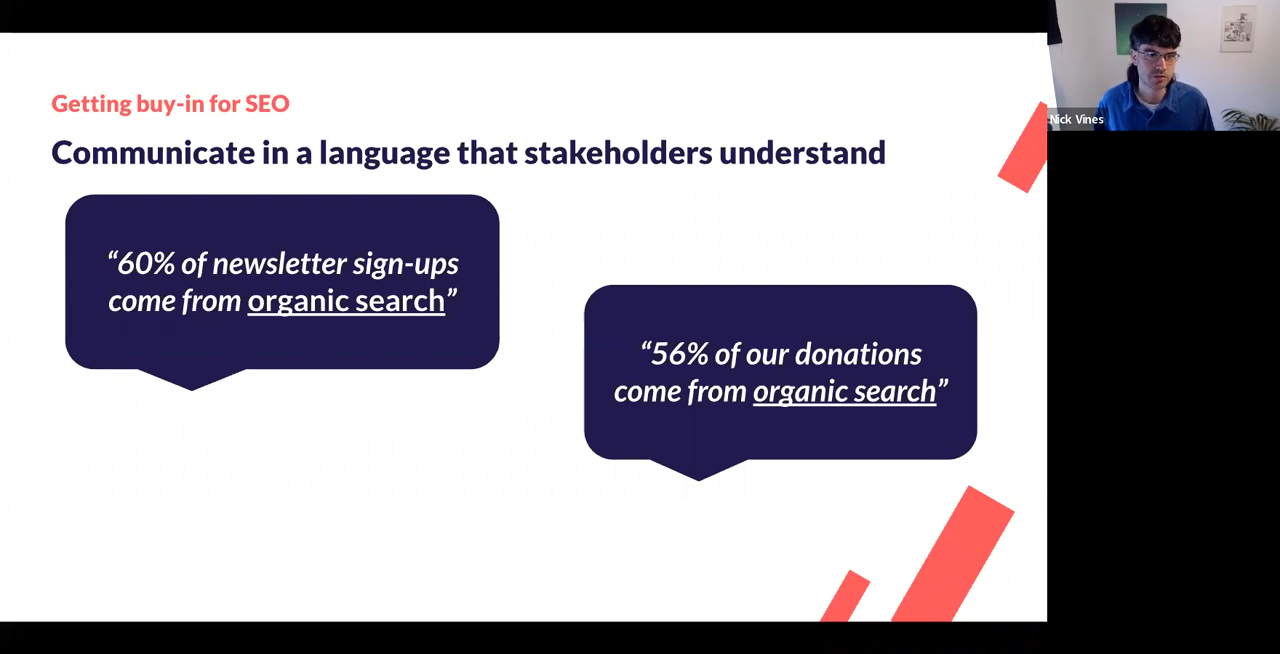 Getting buy-in for SEO
Communicate in a language that stakeholders understand
“60% of newsletter sign-ups
come from organic search”
“56% of our donations
come from organic search”
Nick Vines